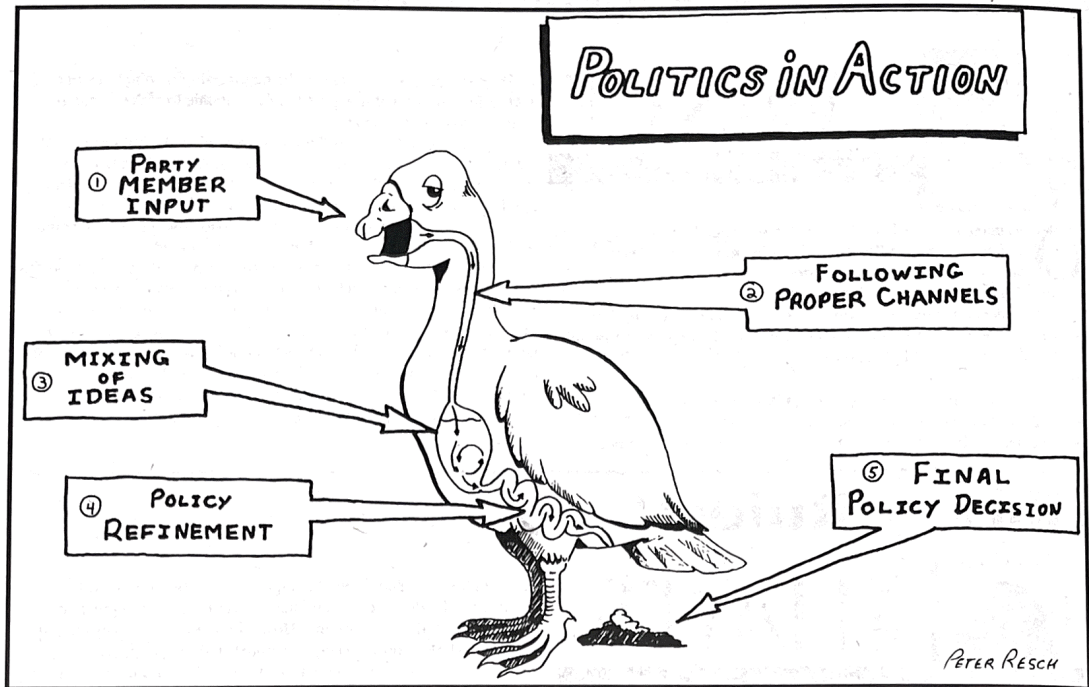 POLITICS IN ACTION
① PARTY
MEMBER
INPUT
FOLLOWING
② PROPER CHANNELS
MIXING
③ OF
IDEAS
④ POLICY
REFINEMENT
⑤ FINAL
POLICY DECISION
PETER RESCH